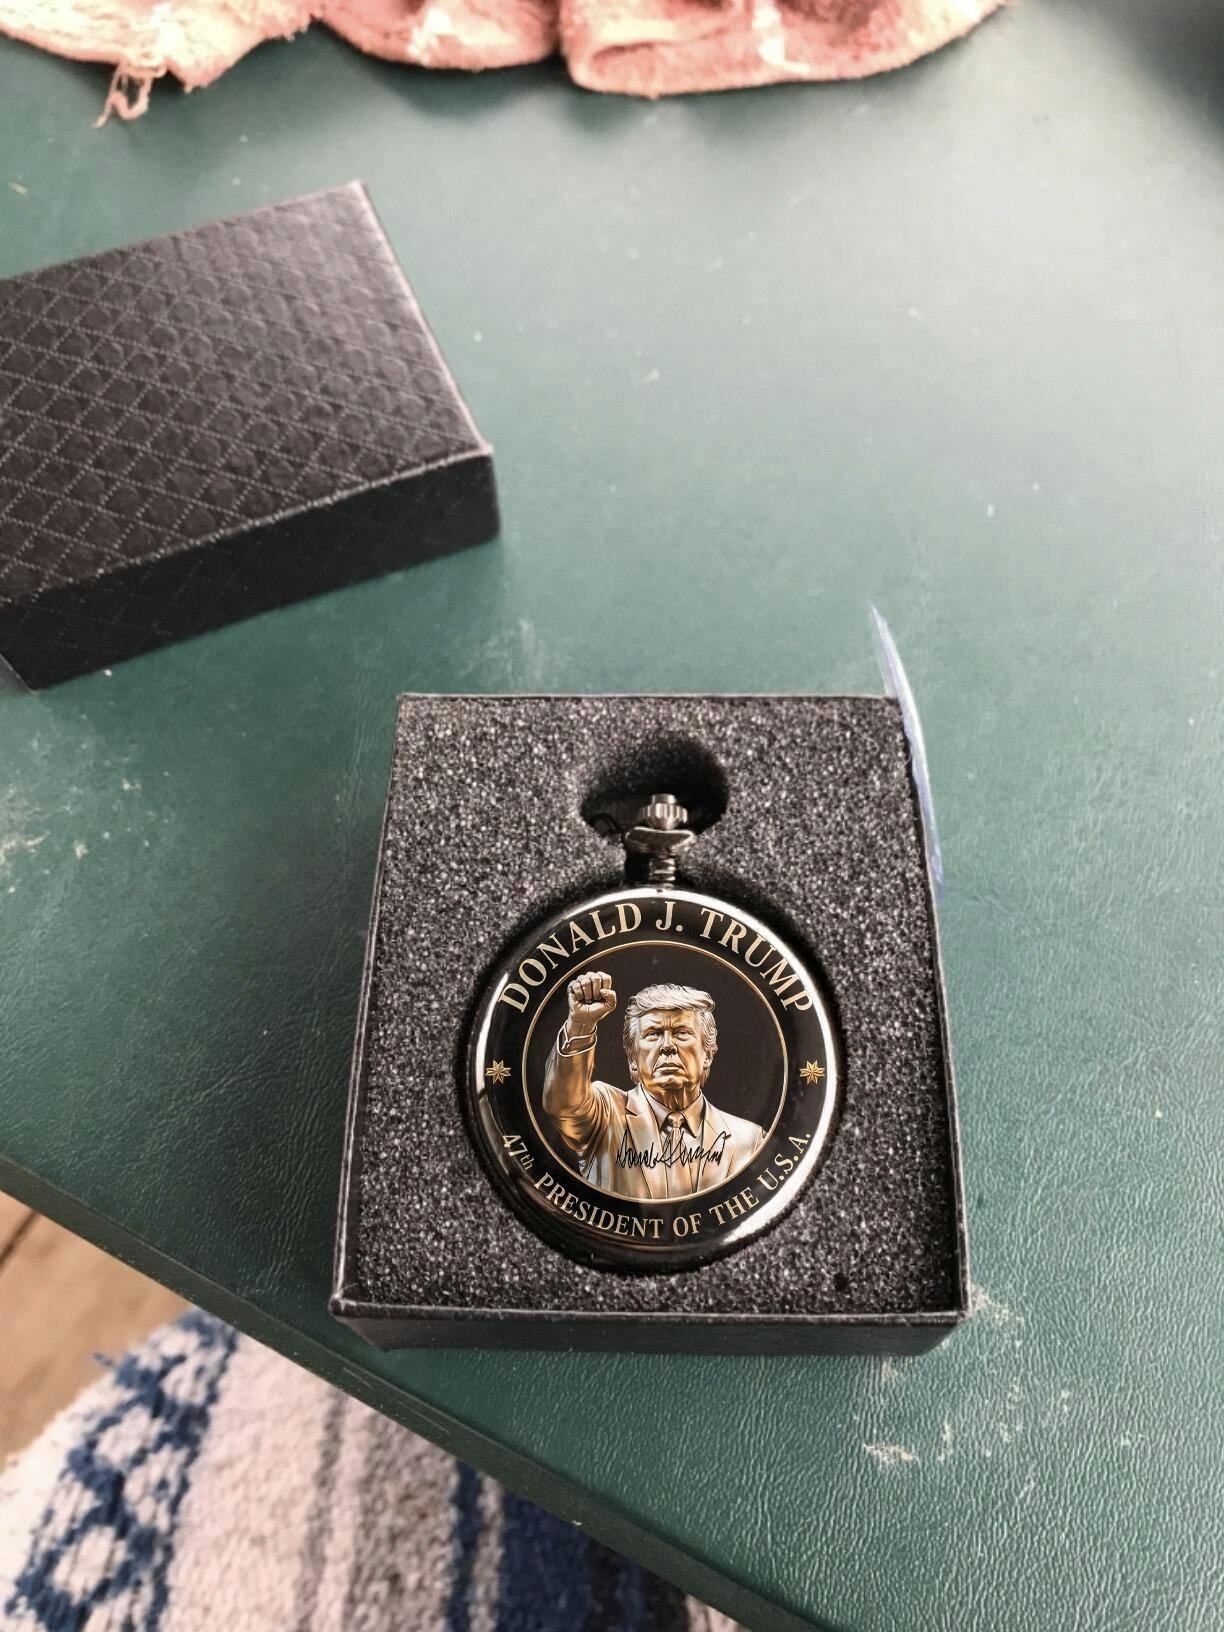 DONALD J. TRUMP
47th PRESIDENT OF THE U.S.A.